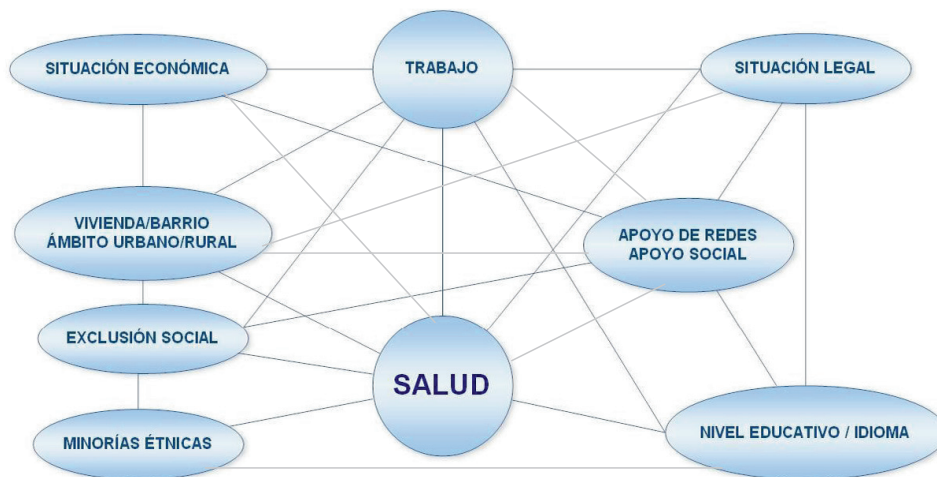 SITUACIÓN ECONÓMICA
TRABAJO
SITUACIÓN LEGAL
VIVIENDA/BARRIO
ÁMBITO URBANO/RURAL
APOYO DE REDES
APOYO SOCIAL
EXCLUSIÓN SOCIAL
SALUD
MINORÍAS ÉTNICAS
NIVEL EDUCATIVO / IDIOMA